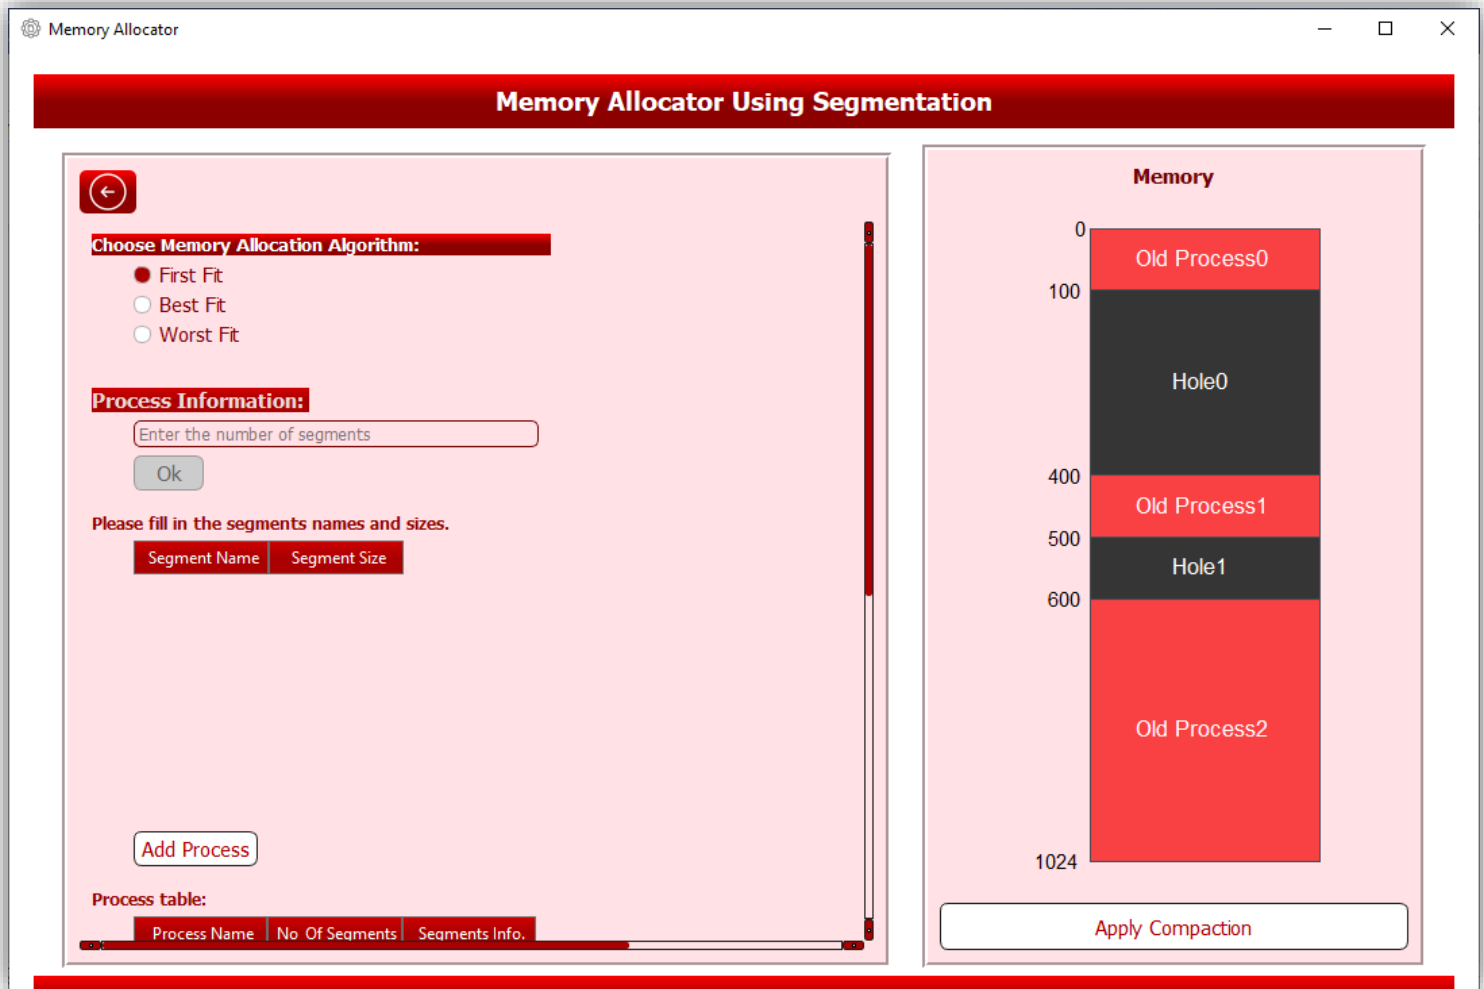 Memory Allocator
Memory Allocator Using Segmentation
Choose Memory Allocation Algorithm:
First Fit
Best Fit
Worst Fit
Process Information:
Enter the number of segments
Ok
Please fill in the segments names and sizes.
Segment Name Segment Size
Add Process
Process table:
Process Name No Of Segments Segments Info.
Memory
0
Old Process0
100
Hole0
400
Old Process1
500
Hole1
600
Old Process2
1024
Apply Compaction